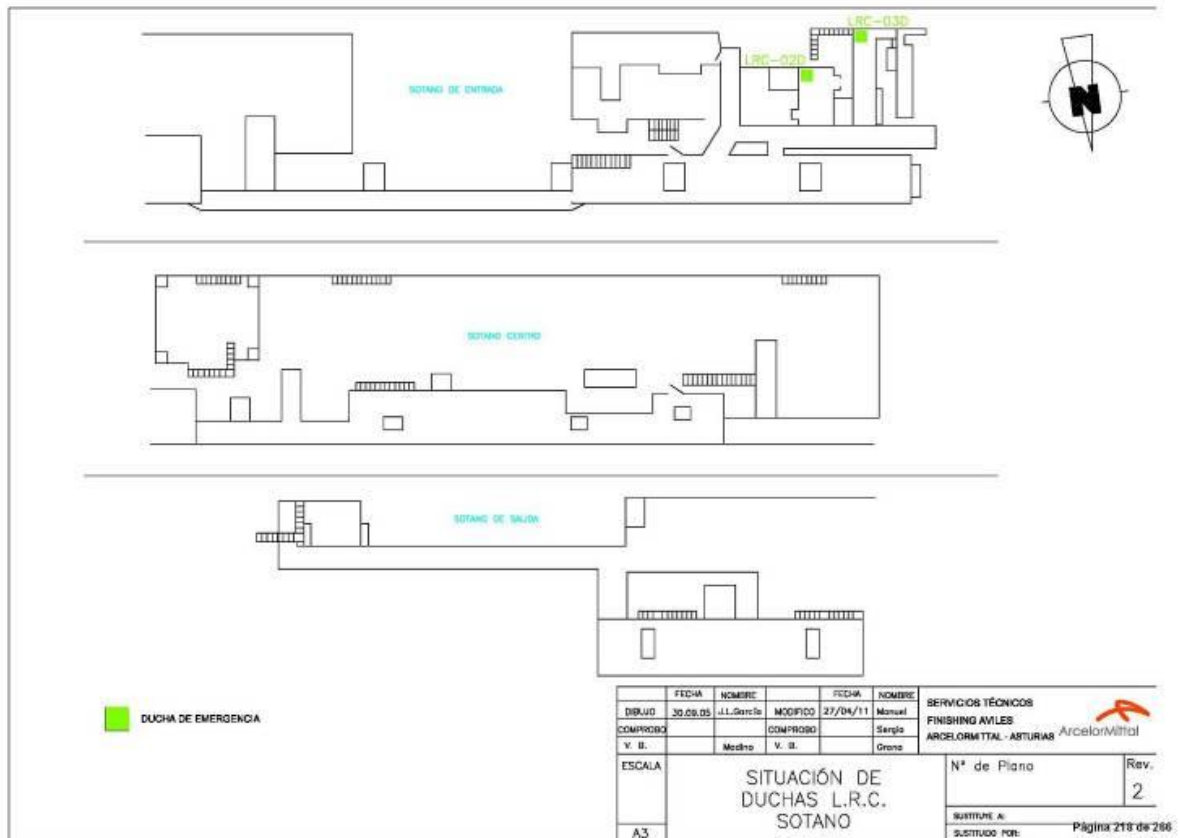 LRC-03D
LRC-02D
SOTANO DE ENTRADA
N
SOTANO CENTRO
SOTANO DE SALIDA
DUCHA DE EMERGENCIA
FECHA NOMBRE FECHA NOMBRE
DIBUJO 30.09.05 J.L.García MODIFICO 27/04/11 Manuel
COMPROBO COMPROBO Sergio
V. B. Medina V. B. Grana
SERVICIOS TÉCNICOS
FINISHING AVILES
ARCELORMITTAL - ASTURIAS
ArcelorMittal
ESCALA
A3
SITUACIÓN DE
DUCHAS L.R.C.
SOTANO
Nº de Plano
Rev.
2
SUSTITUYE A:
SUSTITUIDO POR:
Página 218 de 266